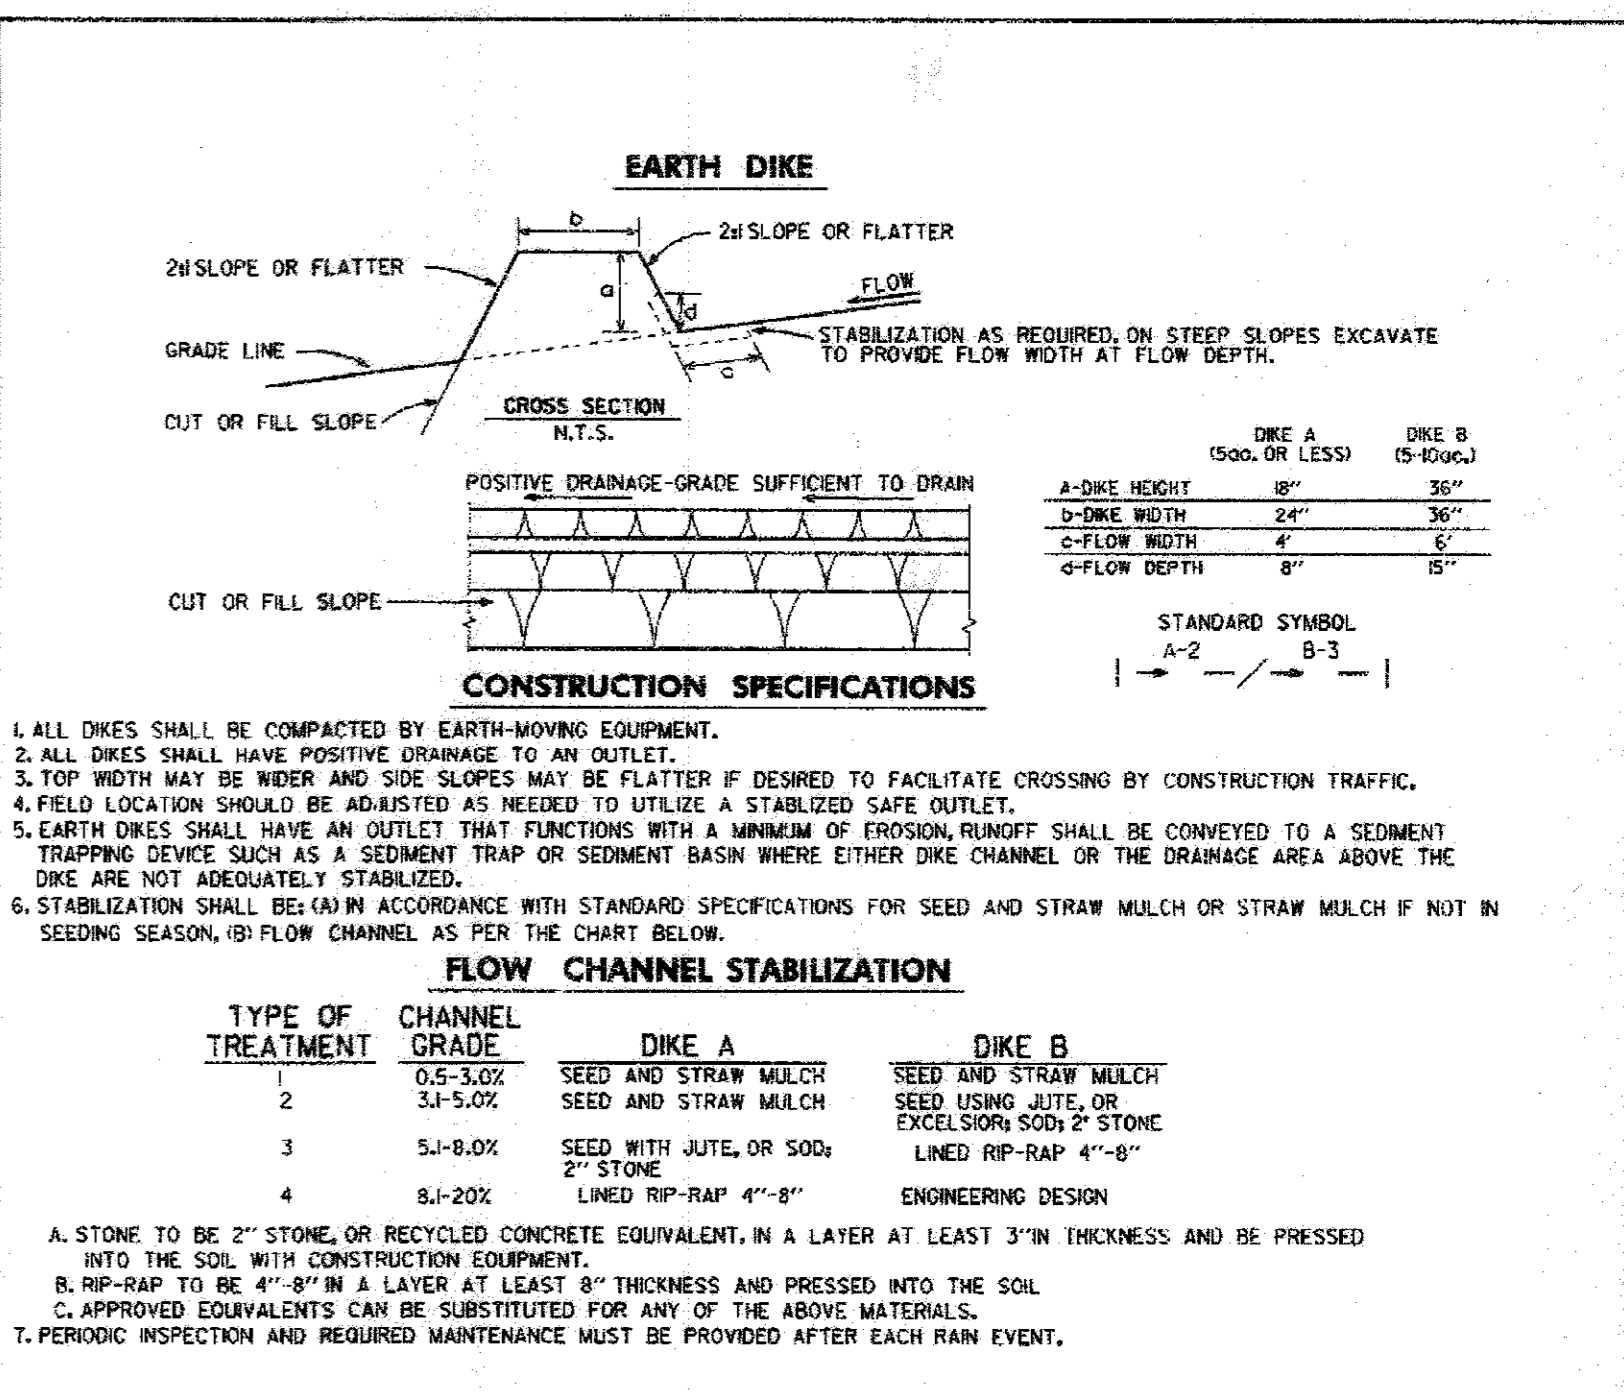 EARTH DIKE
b
2:1 SLOPE OR FLATTER
2:1 SLOPE OR FLATTER
a
d
FLOW
GRADE LINE
STABILIZATION AS REQUIRED. ON STEEP SLOPES EXCAVATE
TO PROVIDE FLOW WIDTH AT FLOW DEPTH.
c
CUT OR FILL SLOPE
CROSS SECTION
N.T.S.
POSITIVE DRAINAGE-GRADE SUFFICIENT TO DRAIN
CUT OR FILL SLOPE
DIKE A DIKE B
(5ac. OR LESS) (5-10ac.)
A-DIKE HEIGHT 18" 36"
b-DIKE WIDTH 24" 36"
c-FLOW WIDTH 4' 6'
d-FLOW DEPTH 8" 15"
STANDARD SYMBOL
A-2 B-3
CONSTRUCTION SPECIFICATIONS
1. ALL DIKES SHALL BE COMPACTED BY EARTH-MOVING EQUIPMENT.
2. ALL DIKES SHALL HAVE POSITIVE DRAINAGE TO AN OUTLET.
3. TOP WIDTH MAY BE WIDER AND SIDE SLOPES MAY BE FLATTER IF DESIRED TO FACILITATE CROSSING BY CONSTRUCTION TRAFFIC.
4. FIELD LOCATION SHOULD BE ADJUSTED AS NEEDED TO UTILIZE A STABLIZED SAFE OUTLET.
5. EARTH DIKES SHALL HAVE AN OUTLET THAT FUNCTIONS WITH A MINIMUM OF EROSION. RUNOFF SHALL BE CONVEYED TO A SEDIMENT
TRAPPING DEVICE SUCH AS A SEDIMENT TRAP OR SEDIMENT BASIN WHERE EITHER DIKE CHANNEL OR THE DRAINAGE AREA ABOVE THE
DIKE ARE NOT ADEQUATELY STABILIZED.
6. STABILIZATION SHALL BE: (A) IN ACCORDANCE WITH STANDARD SPECIFICATIONS FOR SEED AND STRAW MULCH OR STRAW MULCH IF NOT IN
SEEDING SEASON, (B) FLOW CHANNEL AS PER THE CHART BELOW.
FLOW CHANNEL STABILIZATION
TYPE OF CHANNEL
TREATMENT GRADE DIKE A DIKE B
1 0.5-3.0% SEED AND STRAW MULCH SEED AND STRAW MULCH
2 3.1-5.0% SEED AND STRAW MULCH SEED USING JUTE, OR
EXCELSIOR; SOD; 2" STONE
3 5.1-8.0% SEED WITH JUTE, OR SOD; LINED RIP-RAP 4"-8"
2" STONE
4 8.1-20% LINED RIP-RAP 4"-8" ENGINEERING DESIGN
A. STONE TO BE 2" STONE, OR RECYCLED CONCRETE EQUIVALENT, IN A LAYER AT LEAST 3" IN THICKNESS AND BE PRESSED
INTO THE SOIL WITH CONSTRUCTION EQUIPMENT.
B. RIP-RAP TO BE 4"-8" IN A LAYER AT LEAST 8" THICKNESS AND PRESSED INTO THE SOIL
C. APPROVED EQUIVALENTS CAN BE SUBSTITUTED FOR ANY OF THE ABOVE MATERIALS.
7. PERIODIC INSPECTION AND REQUIRED MAINTENANCE MUST BE PROVIDED AFTER EACH RAIN EVENT.